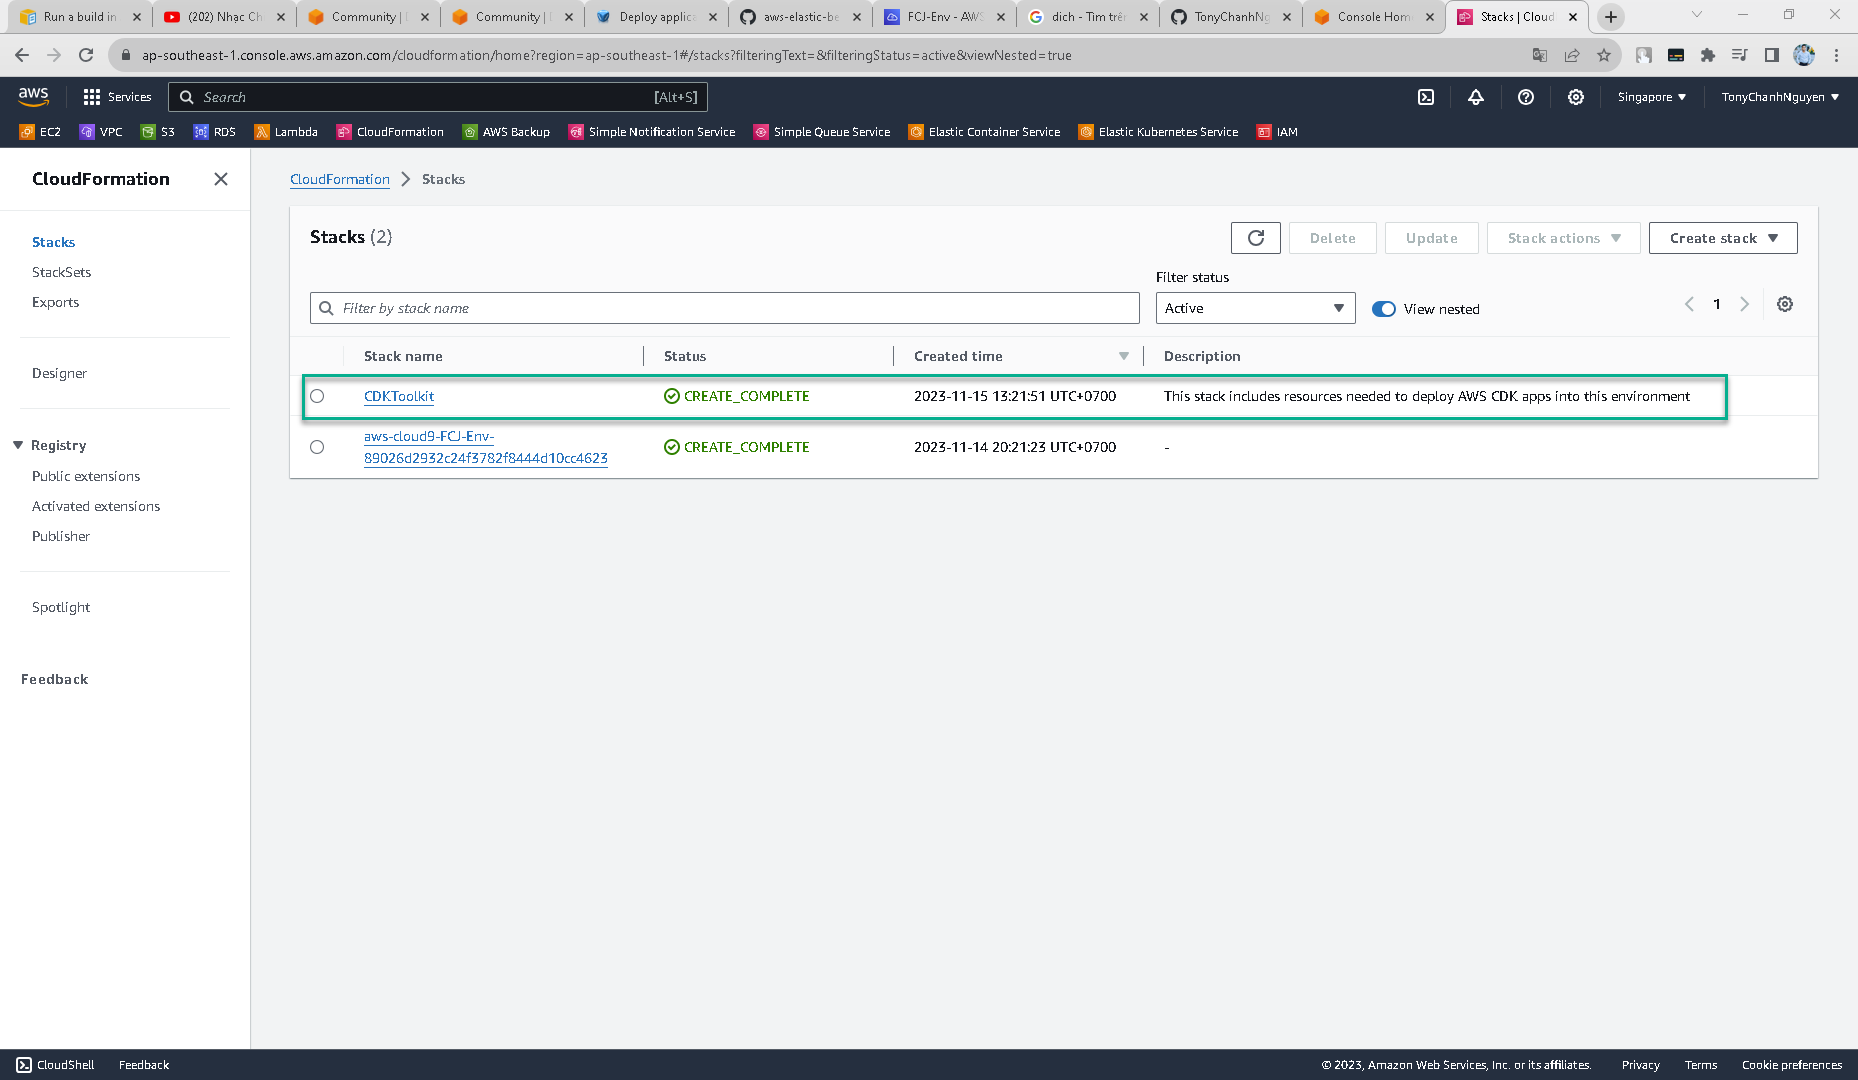 Run a build in
(202) Nhạc Ch
Community |
Community |
Deploy applica
aws-elastic-be
FCJ-Env - AWS
dich - Tìm trên
TonyChanhNg
Console Home
Stacks | Cloud
ap-southeast-1.console.aws.amazon.com/cloudformation/home?region=ap-southeast-1#/stacks?filteringText=&filteringStatus=active&viewNested=true
aws
Services
Search
[Alt+S]
Singapore
TonyChanhNguyen
EC2
VPC
S3
RDS
Lambda
CloudFormation
AWS Backup
Simple Notification Service
Simple Queue Service
Elastic Container Service
Elastic Kubernetes Service
IAM
CloudFormation
Stacks
StackSets
Exports
Designer
Registry
Public extensions
Activated extensions
Publisher
Spotlight
Feedback
CloudFormation
Stacks
Stacks (2)
Delete
Update
Stack actions
Create stack
Filter status
Filter by stack name
Active
View nested
1
Stack name
Status
Created time
Description
CDKToolkit
CREATE_COMPLETE
2023-11-15 13:21:51 UTC+0700
This stack includes resources needed to deploy AWS CDK apps into this environment
aws-cloud9-FCJ-Env-
89026d2932c24f3782f8444d10cc4623
CREATE_COMPLETE
2023-11-14 20:21:23 UTC+0700
-
CloudShell
Feedback
© 2023, Amazon Web Services, Inc. or its affiliates.
Privacy
Terms
Cookie preferences